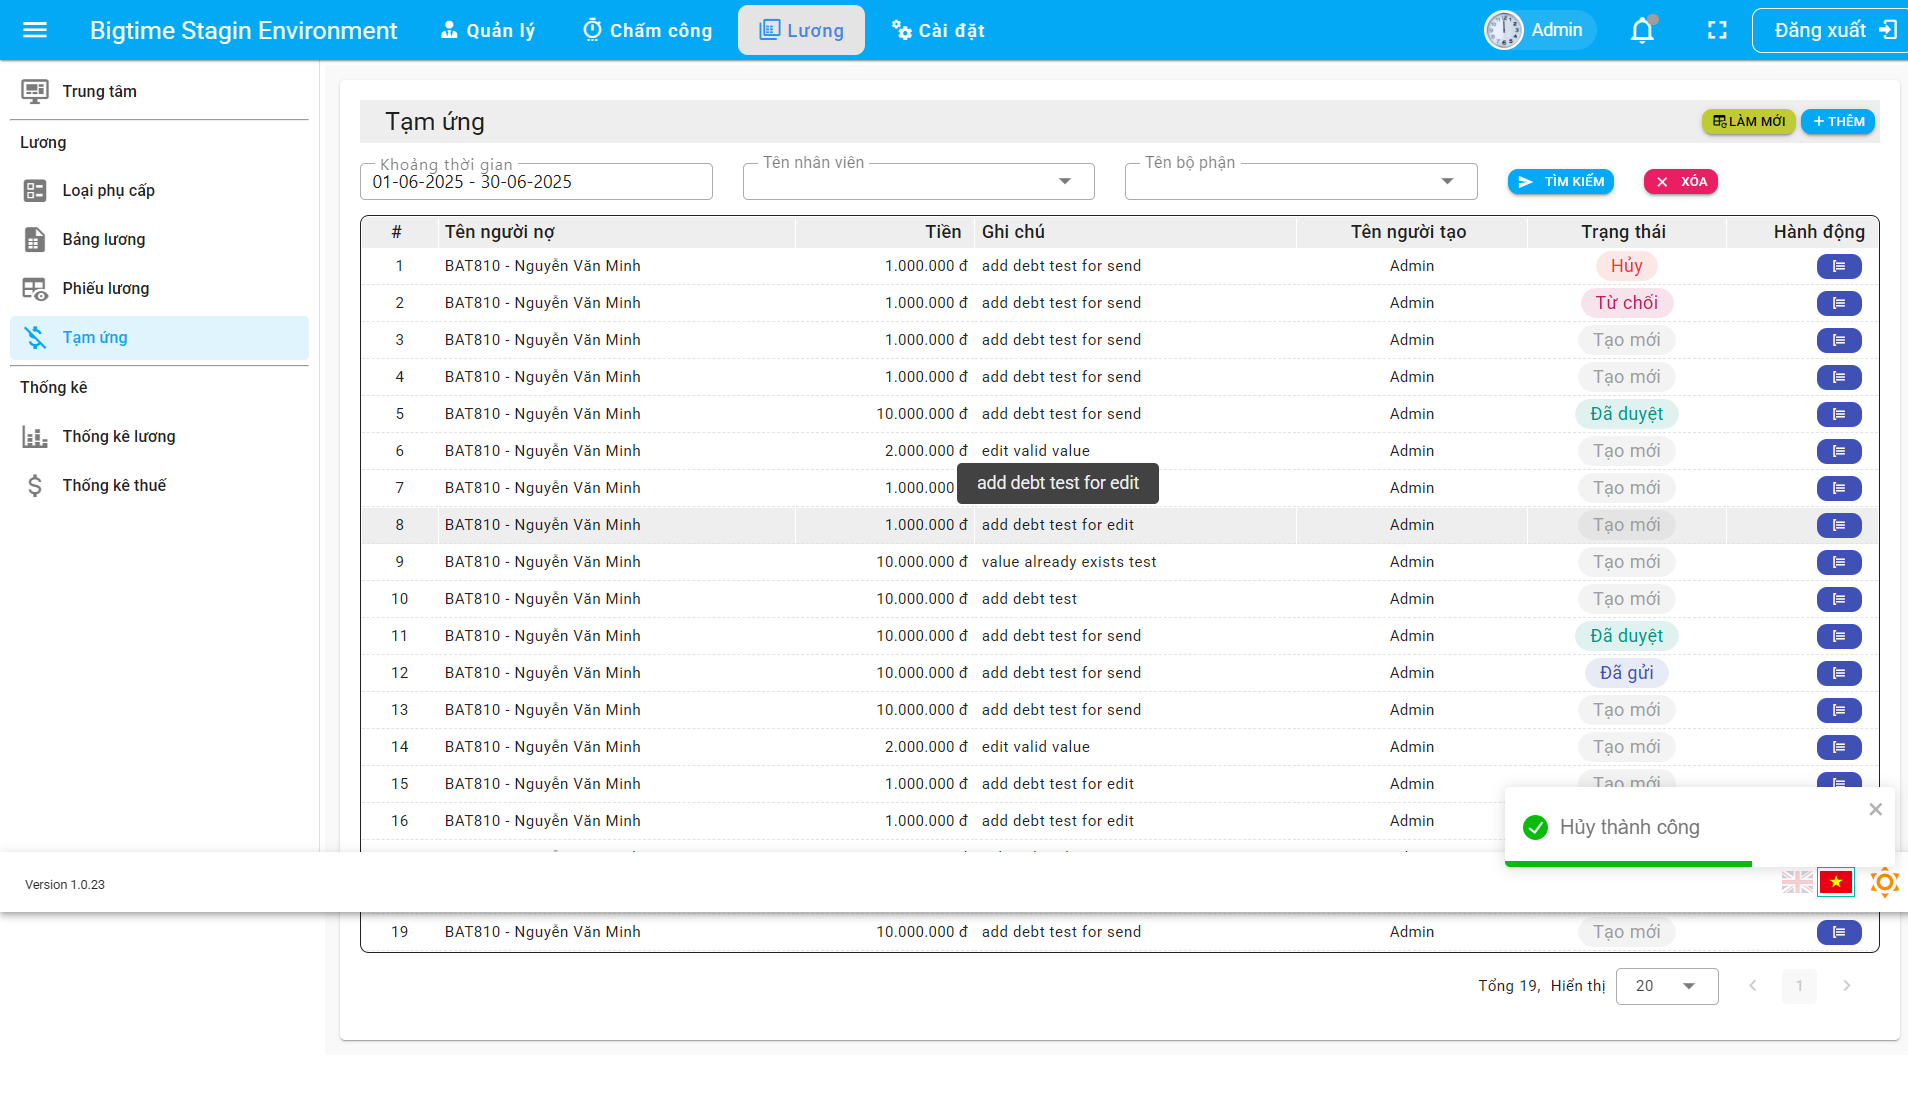 Bigtime Stagin Environment Quản lý Chấm công Lương Cài đặt Admin Đăng xuất
Trung tâm
Lương
Loại phụ cấp
Bảng lương
Phiếu lương
Tạm ứng
Thống kê
Thống kê lương
Thống kê thuế
Tạm ứng LÀM MỚI + THÊM
Khoảng thời gian Tên nhân viên Tên bộ phận
01-06-2025 - 30-06-2025 TÌM KIẾM XÓA
# Tên người nợ Tiền Ghi chú Tên người tạo Trạng thái Hành động
1 BAT810 - Nguyễn Văn Minh 1.000.000 đ add debt test for send Admin Hủy
2 BAT810 - Nguyễn Văn Minh 1.000.000 đ add debt test for send Admin Từ chối
3 BAT810 - Nguyễn Văn Minh 1.000.000 đ add debt test for send Admin Tạo mới
4 BAT810 - Nguyễn Văn Minh 1.000.000 đ add debt test for send Admin Tạo mới
5 BAT810 - Nguyễn Văn Minh 10.000.000 đ add debt test for send Admin Đã duyệt
6 BAT810 - Nguyễn Văn Minh 2.000.000 đ edit valid value Admin Tạo mới
7 BAT810 - Nguyễn Văn Minh 1.000.000 Admin Tạo mới
add debt test for edit
8 BAT810 - Nguyễn Văn Minh 1.000.000 đ add debt test for edit Admin Tạo mới
9 BAT810 - Nguyễn Văn Minh 10.000.000 đ value already exists test Admin Tạo mới
10 BAT810 - Nguyễn Văn Minh 10.000.000 đ add debt test Admin Tạo mới
11 BAT810 - Nguyễn Văn Minh 10.000.000 đ add debt test for send Admin Đã duyệt
12 BAT810 - Nguyễn Văn Minh 10.000.000 đ add debt test for send Admin Đã gửi
13 BAT810 - Nguyễn Văn Minh 10.000.000 đ add debt test for send Admin Tạo mới
14 BAT810 - Nguyễn Văn Minh 2.000.000 đ edit valid value Admin Tạo mới
15 BAT810 - Nguyễn Văn Minh 1.000.000 đ add debt test for edit Admin Tạo mới
16 BAT810 - Nguyễn Văn Minh 1.000.000 đ add debt test for edit Admin
Hủy thành công
Version 1.0.23
19 BAT810 - Nguyễn Văn Minh 10.000.000 đ add debt test for send Admin Tạo mới
Tổng 19, Hiển thị 20 1